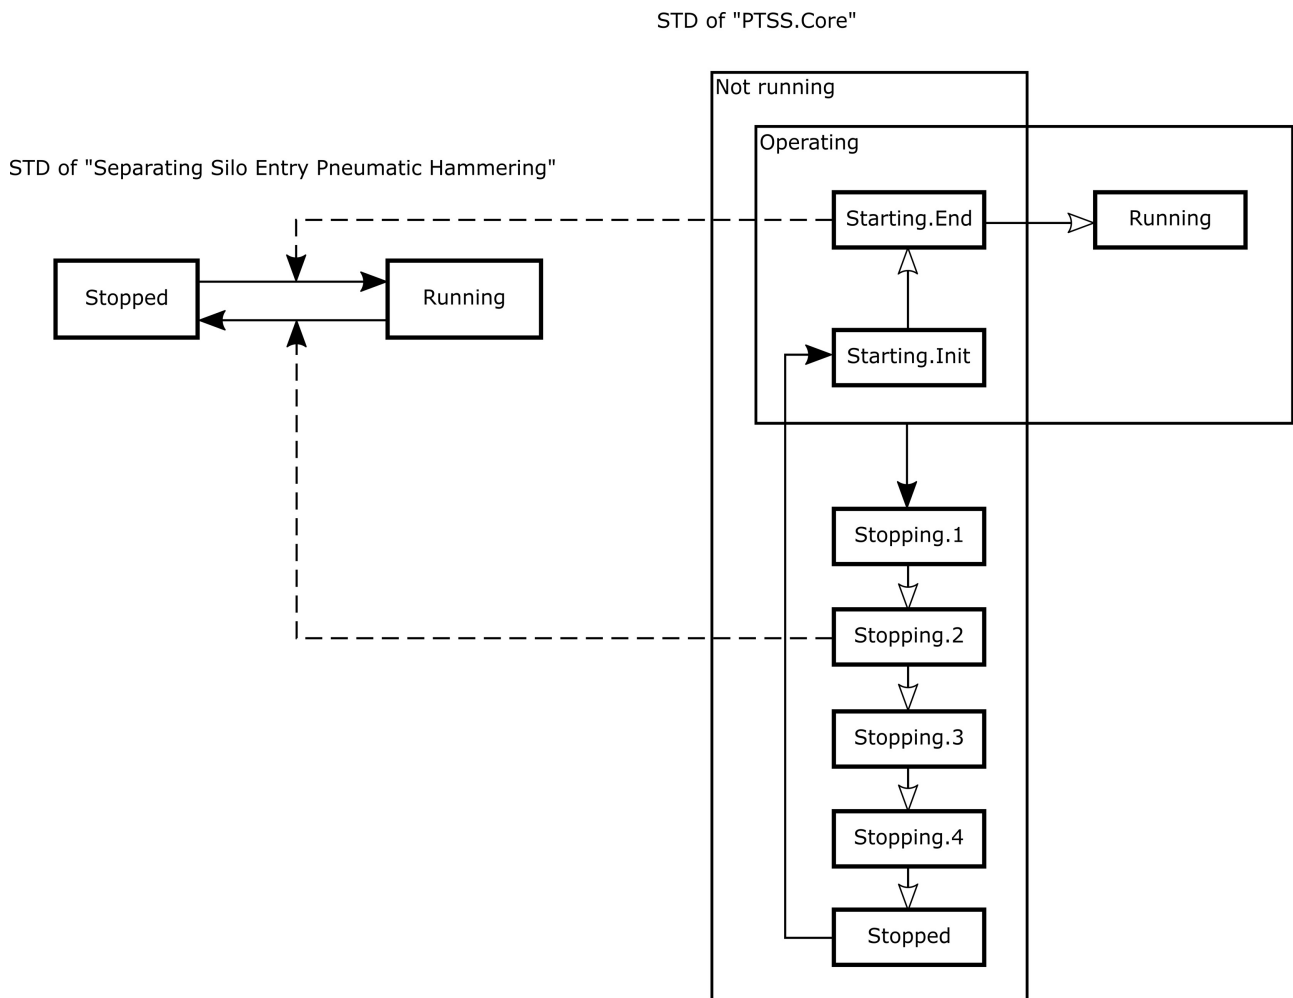 STD of "PTSS.Core"
Not running
Operating
STD of "Separating Silo Entry Pneumatic Hammering"
Starting.End
Running
Stopped
Running
Starting.Init
Stopping.1
Stopping.2
Stopping.3
Stopping.4
Stopped